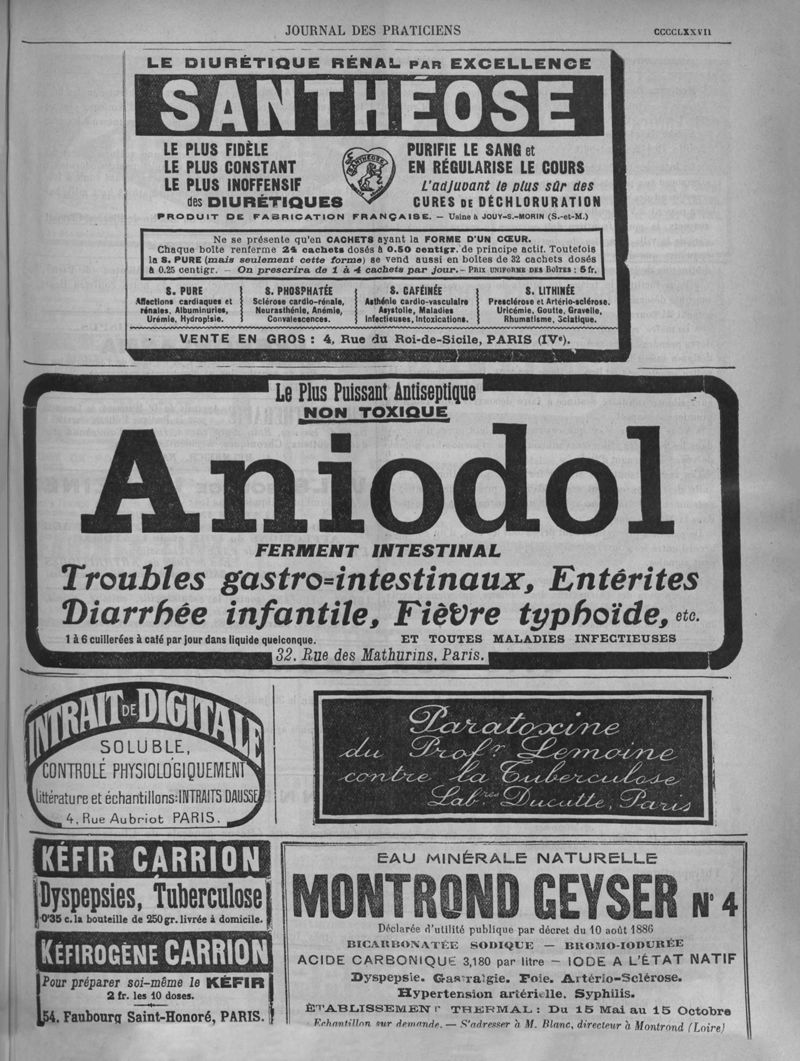 JOURNAL DES PRATICIENS
CCCCLXXVII
LE DIURÉTIQUE RÉNAL PAR EXCELLENCE
SANTHÉOSE
LE PLUS FIDÈLE
LE PLUS CONSTANT
LE PLUS INOFFENSIF
des DIURÉTIQUES
SANTHÉOSE
PURIFIE LE SANG et
EN RÉGULARISE LE COURS
L'adjuvant le plus sûr des
CURES DE DÉCHLORURATION
PRODUIT DE FABRICATION FRANÇAISE. — Usine à JOUY-S.-MORIN (S.-et-M.)
Ne se présente qu'en CACHETS ayant la FORME D'UN CŒUR.
Chaque boîte renferme 24 cachets dosés à 0.50 centigr. de principe actif. Toutefois
la S. PURE (mais seulement cette forme) se vend aussi en boîtes de 32 cachets dosés
à 0.25 centigr. — On prescrira de 1 à 4 cachets par jour. — PRIX UNIFORME DES BOÎTES : 5 fr.
S. PURE
Affections cardiaques et
rénales, Albuminuries,
Urémie, Hydropisie.
S. PHOSPHATÉE
Sclérose cardio-rénale,
Neurasthénie, Anémie,
Convalescences.
S. CAFÉINÉE
Asthénie cardio-vasculaire
Asystolie, Maladies
Infectieuses, Intoxications.
S. LITHINÉE
Presclérose et Artério-sclérose.
Uricémie, Goutte, Gravelle,
Rhumatisme, Sciatique.
VENTE EN GROS : 4, Rue du Roi-de-Sicile, PARIS (IVe).
Le Plus Puissant Antiseptique
NON TOXIQUE
Aniodol
FERMENT INTESTINAL
Troubles gastro-intestinaux, Entérites
Diarrhée infantile, Fièvre typhoïde, etc.
1 à 6 cuillerées à café par jour dans liquide quelconque.
ET TOUTES MALADIES INFECTIEUSES
32, Rue des Mathurins, Paris.
INTRAIT DE DIGITALE
SOLUBLE,
CONTROLÉ PHYSIOLOGIQUEMENT
Littérature et échantillons: INTRAITS DAUSSE
4, Rue Aubriot PARIS.
Paratoxine
du Profr Lemoine
contre la Tuberculose
Labres Ducatte, Paris
KÉFIR CARRION
Dyspepsies, Tuberculose
0'35 c. la bouteille de 250 gr. livrée à domicile.
KÉFIROGÈNE CARRION
Pour préparer soi-même le KÉFIR
2 fr. les 10 doses.
54, Faubourg Saint-Honoré, PARIS.
EAU MINÉRALE NATURELLE
MONTROND GEYSER N° 4
Déclarée d'utilité publique par décret du 10 août 1886
BICARBONATÉE SODIQUE — BROMO-IODURÉE
ACIDE CARBONIQUE 3,180 par litre — IODE A L'ÉTAT NATIF
Dyspepsie. Gastralgie. Foie. Artério-Sclérose.
Hypertension artérielle. Syphilis.
ÉTABLISSEMENT THERMAL : Du 15 Mai au 15 Octobre
Echantillon sur demande. — S'adresser à M. Blanc, directeur à Montrond (Loire)